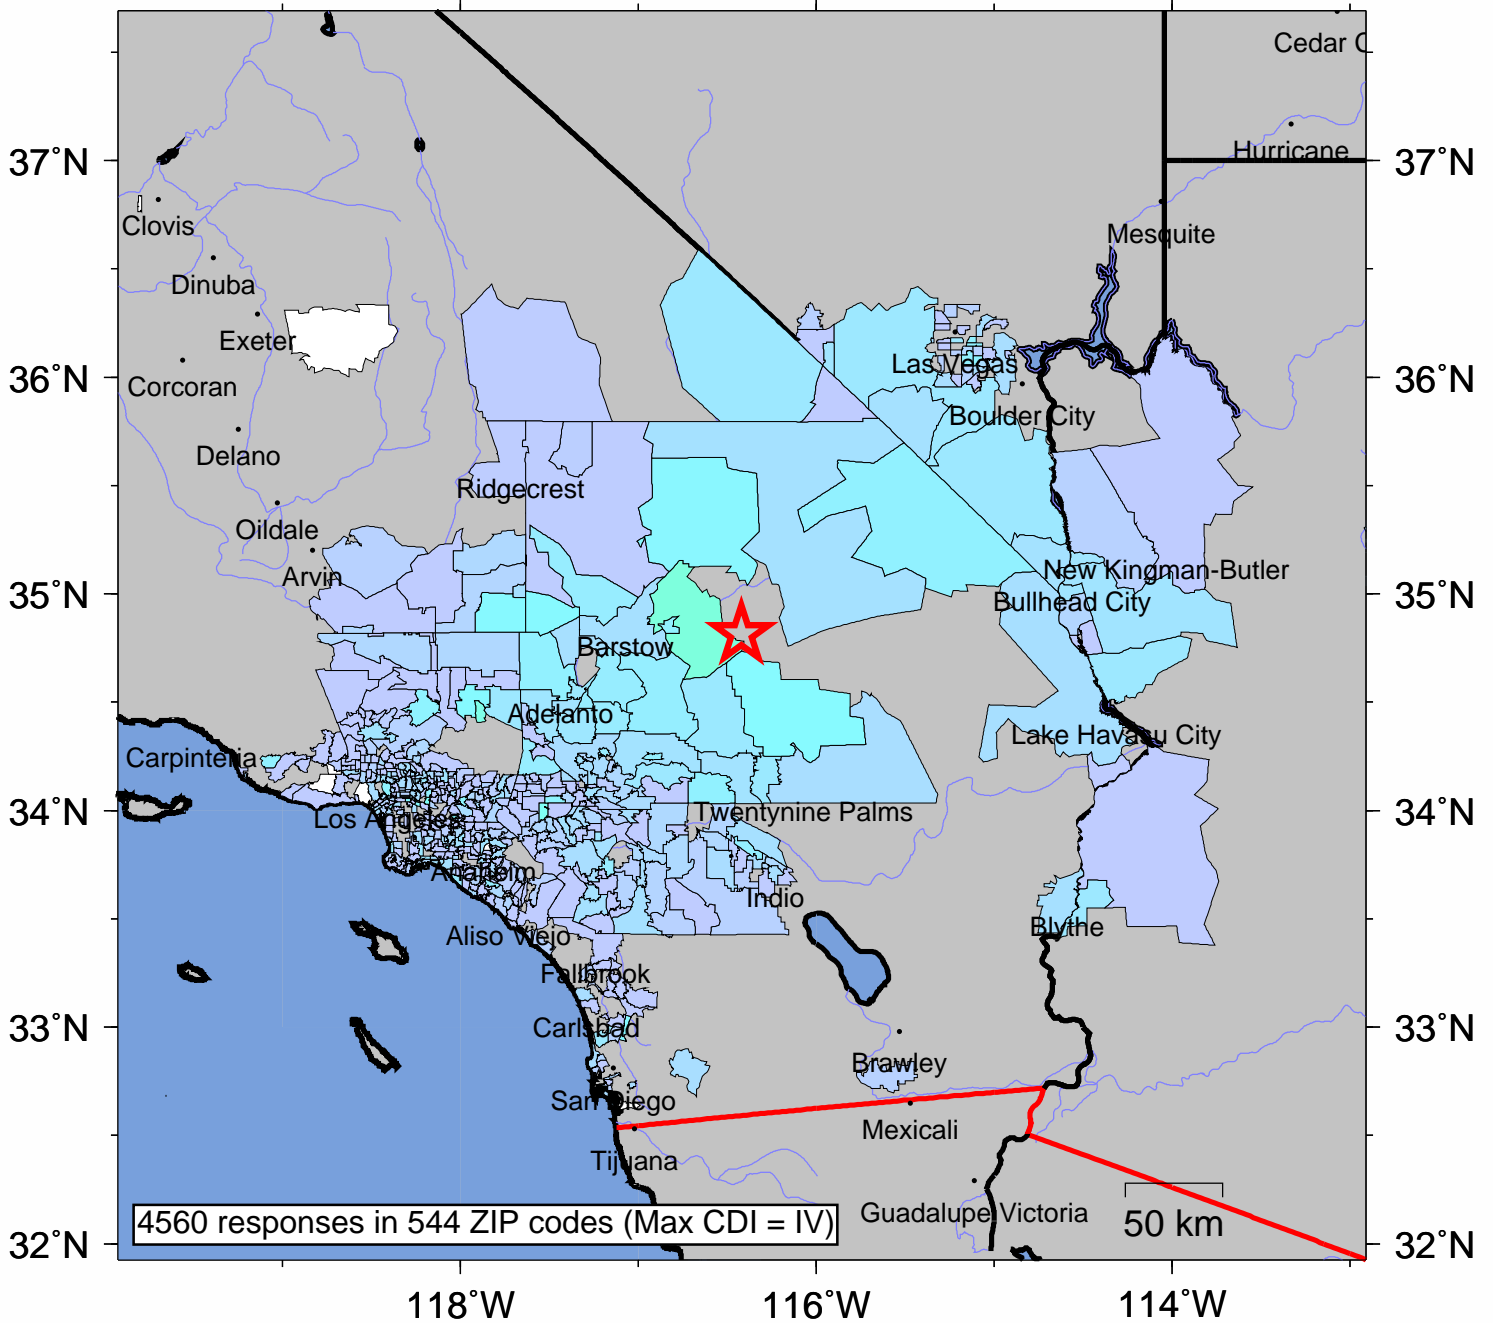 Cedar C
Hurricane
37°N
37°N
Clovis
Mesquite
Dinuba
Exeter
Las Vegas
36°N
36°N
Corcoran
Boulder City
Delano
Ridgecrest
Oildale
Arvin
New Kingman-Butler
35°N
35°N
Bullhead City
Barstow
Adelanto
Lake Havasu City
Carpinteria
34°N
34°N
Los Angeles
Twentynine Palms
Anaheim
Indio
Blythe
Aliso Viejo
Fallbrook
33°N
33°N
Carlsbad
Brawley
San Diego
Mexicali
Tijuana
Guadalupe Victoria
4560 responses in 544 ZIP codes (Max CDI = IV)
50 km
32°N
32°N
118°W
116°W
114°W